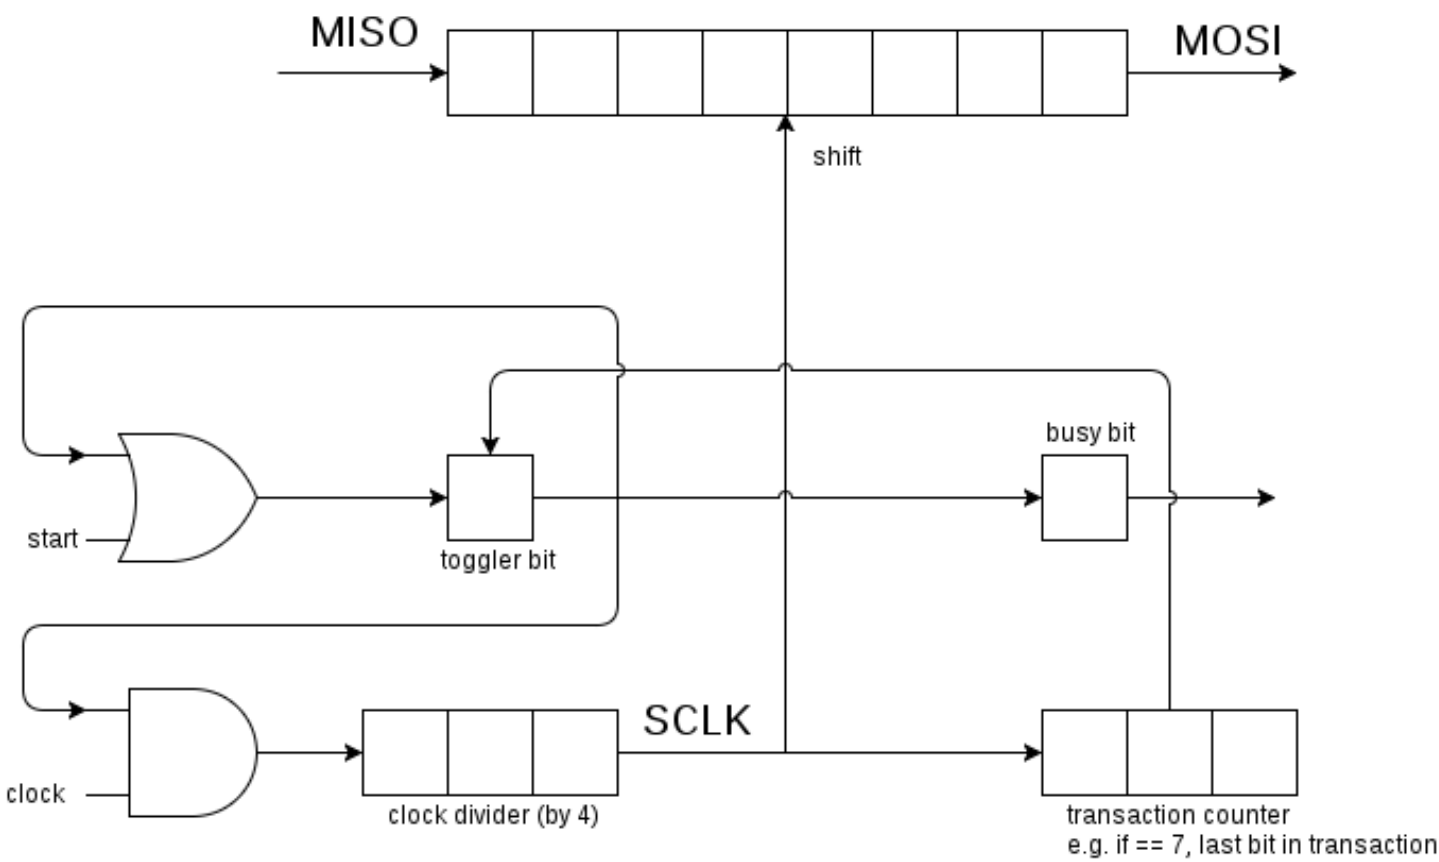 MISO
MOSI
shift
busy bit
start
toggler bit
SCLK
clock
clock divider (by 4)
transaction counter
e.g. if == 7, last bit in transaction